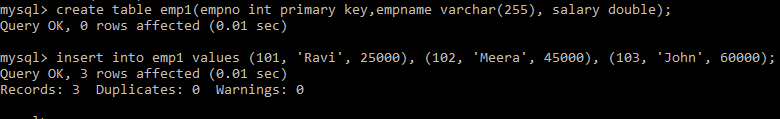 mysql> create table emp1(empno int primary key,empname varchar(255), salary double);
Query OK, 0 rows affected (0.01 sec)
mysql> insert into emp1 values (101, 'Ravi', 25000), (102, 'Meera', 45000), (103, 'John', 60000);
Query OK, 3 rows affected (0.01 sec)
Records: 3  Duplicates: 0  Warnings: 0